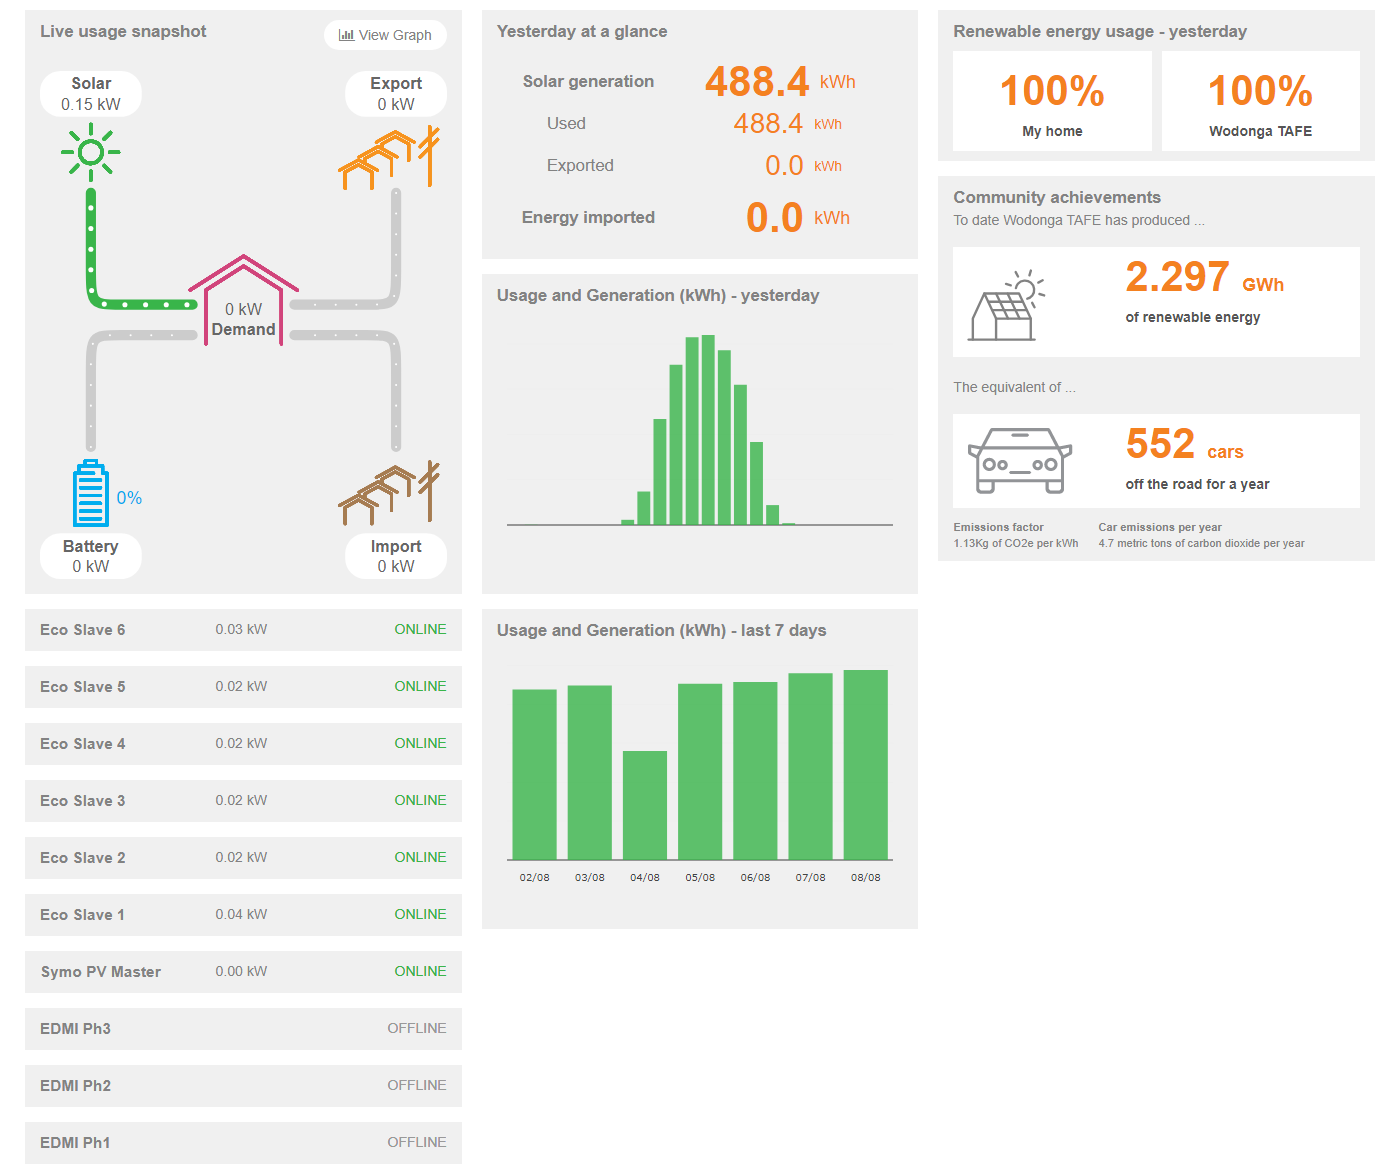 Live usage snapshot
View Graph
Solar
0.15 kW
Export
0 kW
0 kW
Demand
0%
Battery
0 kW
Import
0 kW
Eco Slave 6 0.03 kW ONLINE
Eco Slave 5 0.02 kW ONLINE
Eco Slave 4 0.02 kW ONLINE
Eco Slave 3 0.02 kW ONLINE
Eco Slave 2 0.02 kW ONLINE
Eco Slave 1 0.04 kW ONLINE
Symo PV Master 0.00 kW ONLINE
EDMI Ph3 OFFLINE
EDMI Ph2 OFFLINE
EDMI Ph1 OFFLINE
Yesterday at a glance
Solar generation 488.4 kWh
Used 488.4 kWh
Exported 0.0 kWh
Energy imported 0.0 kWh
Usage and Generation (kWh) - yesterday
Usage and Generation (kWh) - last 7 days
02/08 03/08 04/08 05/08 06/08 07/08 08/08
Renewable energy usage - yesterday
100%
My home
100%
Wodonga TAFE
Community achievements
To date Wodonga TAFE has produced ...
2.297 GWh
of renewable energy
The equivalent of ...
552 cars
off the road for a year
Emissions factor
1.13Kg of CO2e per kWh
Car emissions per year
4.7 metric tons of carbon dioxide per year